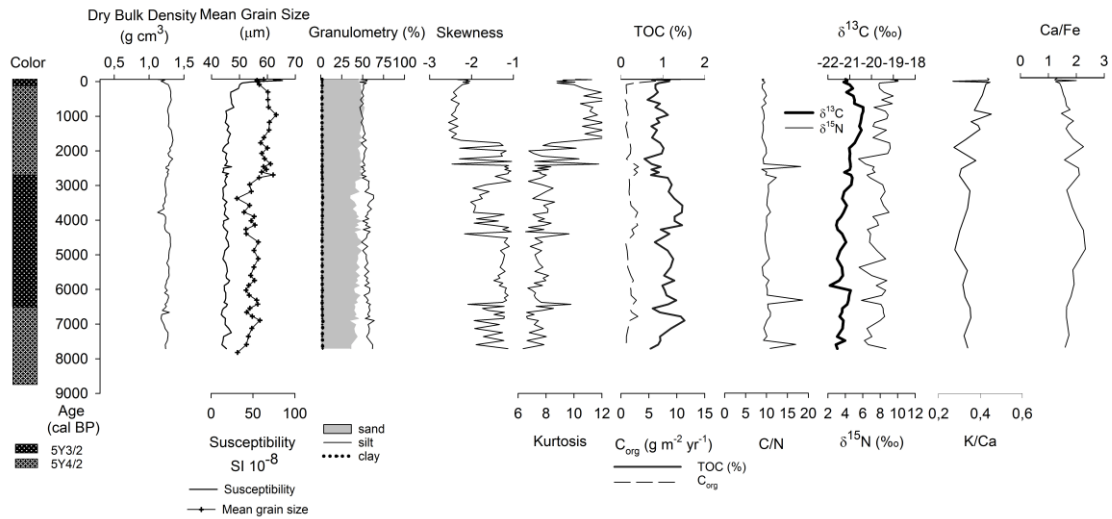 Dry Bulk Density Mean Grain Size
(g cm³) (μm) Granulometry (%) Skewness TOC (%) δ¹³C (‰) Ca/Fe
Color 0,5 1 1,5 40 50 60 70 0 25 50 75 100 -3 -2 -1 0 1 2 -22 -21 -20 -19 -18 0 1 2 3
0
1000
δ¹³C
δ¹⁵N
2000
3000
4000
5000
6000
7000
8000
9000
Age
(cal BP)
0 50 100 6 8 10 12 0 5 10 15 0 5 10 15 20 2 4 6 8 10 12 0,2 0,4 0,6
Susceptibility
SI 10⁻⁸
sand
silt
clay
Kurtosis C org (g m⁻² yr⁻¹) C/N δ¹⁵N (‰) K/Ca
5Y3/2
5Y4/2
Susceptibility
Mean grain size
TOC (%)
C org